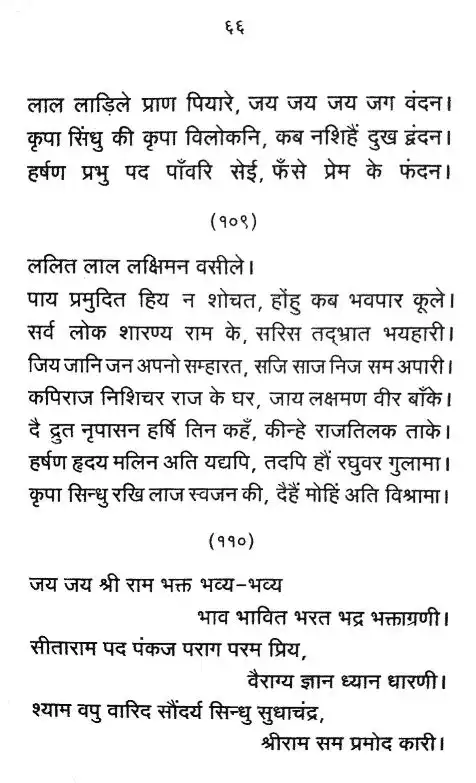 ६६
लाल लाड़िले प्राण पियारे, जय जय जय जग वंदन।
कृपा सिंधु की कृपा विलोकनि, कब नशिहैं दुख द्वंदन।
हर्षण प्रभु पद पाँवरि सेई, फँसे प्रेम के फंदन।
(१०९)
ललित लाल लक्षिमन वसीले।
पाय प्रमुदित हिय न शोचत, होंहु कब भवपार कूले।
सर्व लोक शारण्य राम के, सरिस तद्भ्रात भयहारी।
जिय जानि जन अपनो सम्हारत, सजि साज निज सम अपारी।
कपिराज निशिचर राज के घर, जाय लक्षमण वीर बाँके।
दै द्रुत नृपासन हर्षि तिन कहँ, कीन्हे राजतिलक ताके।
हर्षण हृदय मलिन अति यद्यपि, तदपि हौं रघुवर गुलामा।
कृपा सिन्धु रखि लाज स्वजन की, दैहैं मोहिं अति विश्रामा।
(११०)
जय जय श्री राम भक्त भव्य-भव्य
भाव भावित भरत भद्र भक्ताग्रणी।
सीताराम पद पंकज पराग परम प्रिय,
वैराग्य ज्ञान ध्यान धारणी।
श्याम वपु वारिद सौंदर्य सिन्धु सुधाचंद्र,
श्रीराम सम प्रमोद कारी।